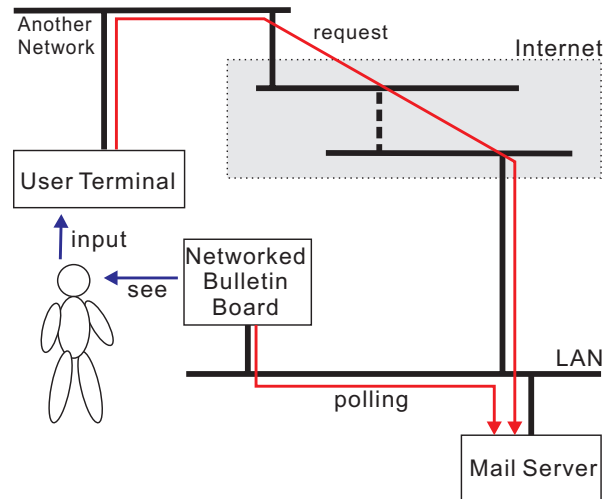 Another
Network
request
Internet
User Terminal
input
see
Networked
Bulletin
Board
LAN
polling
Mail Server